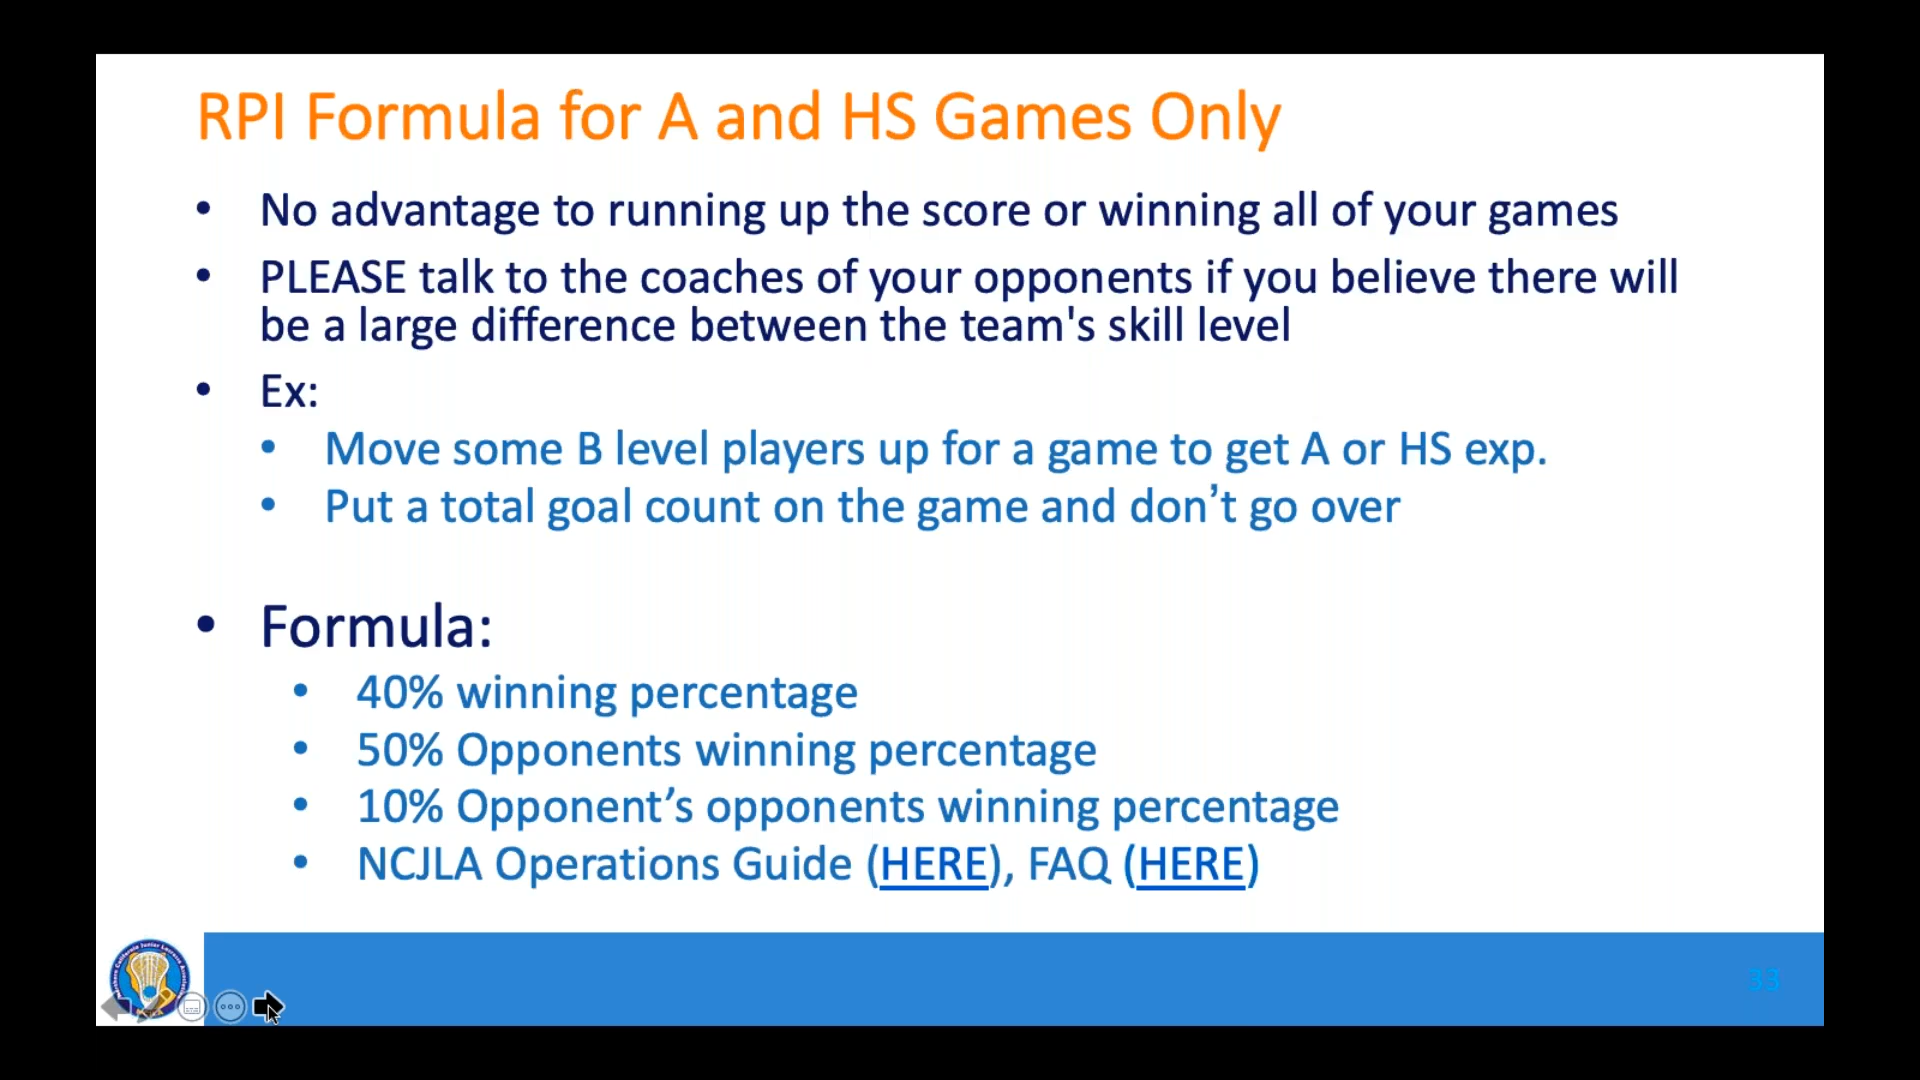 RPI Formula for A and HS Games Only
• No advantage to running up the score or winning all of your games
• PLEASE talk to the coaches of your opponents if you believe there will
be a large difference between the team's skill level
• Ex:
• Move some B level players up for a game to get A or HS exp.
• Put a total goal count on the game and don’t go over
• Formula:
• 40% winning percentage
• 50% Opponents winning percentage
• 10% Opponent’s opponents winning percentage
• NCJLA Operations Guide (HERE), FAQ (HERE)
33